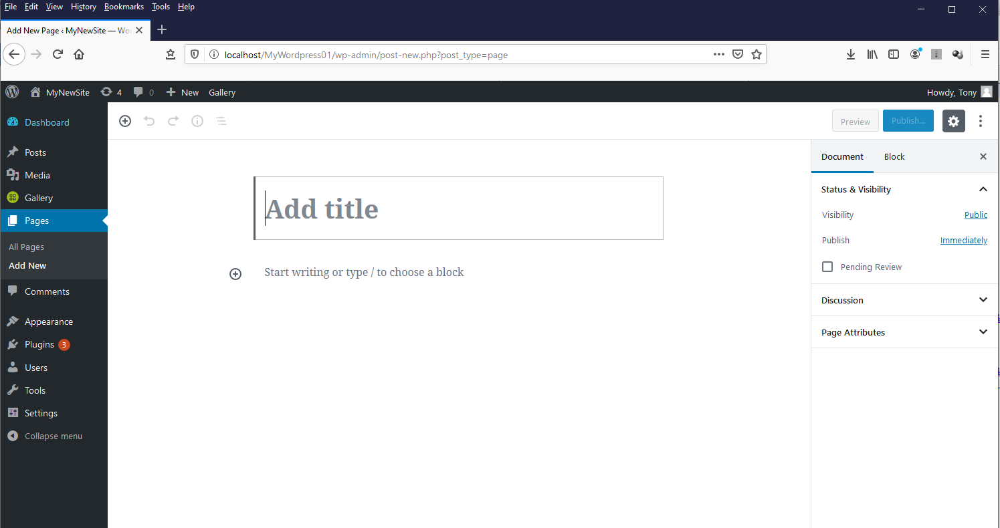 File Edit View History Bookmarks Tools Help
Add New Page ‹ MyNewSite — Wor
localhost/MyWordpress01/wp-admin/post-new.php?post_type=page
MyNewSite 4 0 New Gallery Howdy, Tony
Dashboard
Posts
Media
Gallery
Pages
All Pages
Add New
Comments
Appearance
Plugins 3
Users
Tools
Settings
Collapse menu
Preview Publish...
Add title
Start writing or type / to choose a block
Document Block
Status & Visibility
Visibility Public
Publish Immediately
Pending Review
Discussion
Page Attributes